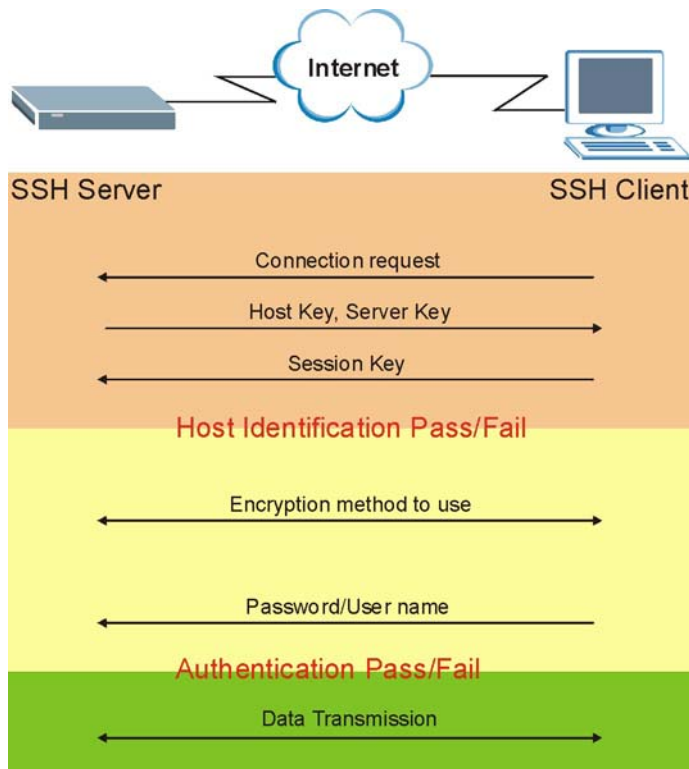 Internet
SSH Server
SSH Client
Connection request
Host Key, Server Key
Session Key
Host Identification Pass/Fail
Encryption method to use
Password/User name
Authentication Pass/Fail
Data Transmission